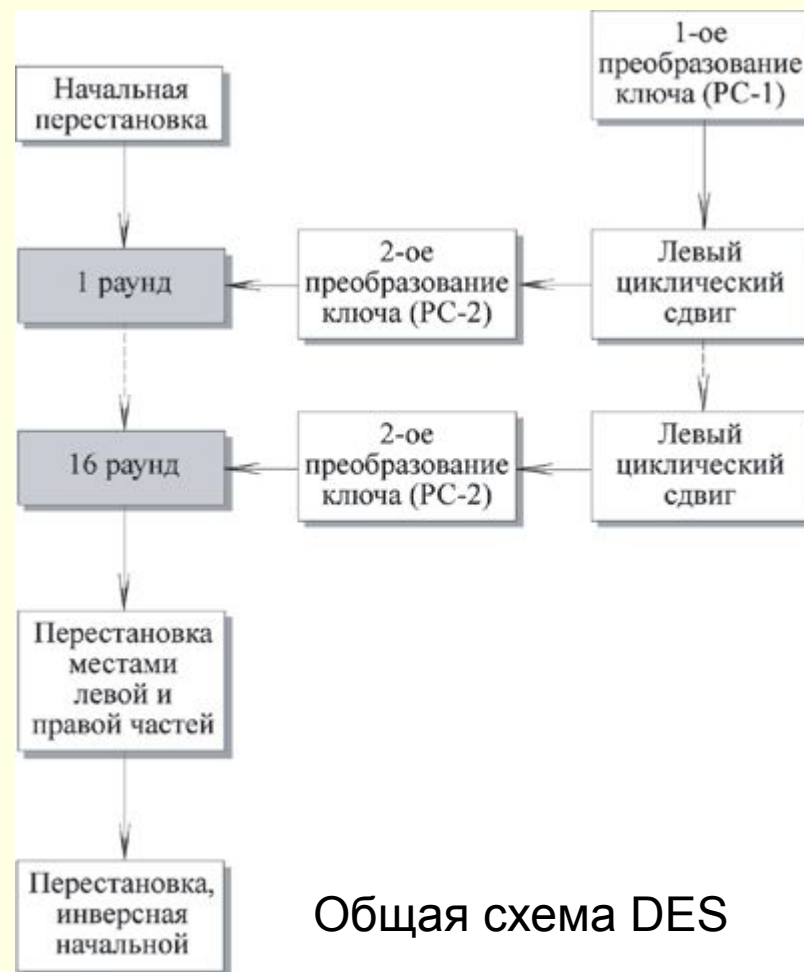 1-ое
преобразование
ключа (PC-1)
Начальная
перестановка
1 раунд
2-ое
преобразование
ключа (PC-2)
Левый
циклический
сдвиг
16 раунд
2-ое
преобразование
ключа (PC-2)
Левый
циклический
сдвиг
Перестановка
местами
левой и
правой частей
Перестановка,
инверсная
начальной
Общая схема DES